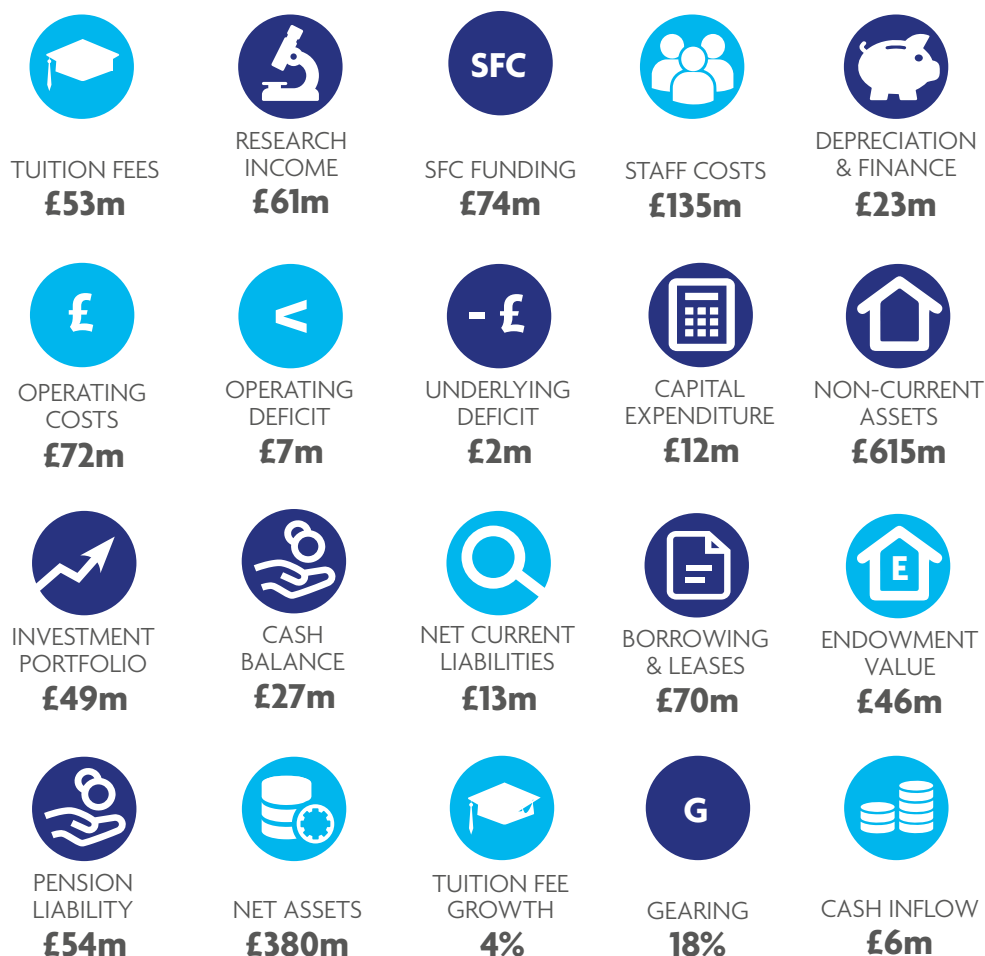 SFC
TUITION FEES
£53m
RESEARCH
INCOME
£61m
SFC FUNDING
£74m
STAFF COSTS
£135m
DEPRECIATION
& FINANCE
£23m
£
<
- £
OPERATING
COSTS
£72m
OPERATING
DEFICIT
£7m
UNDERLYING
DEFICIT
£2m
CAPITAL
EXPENDITURE
£12m
NON-CURRENT
ASSETS
£615m
E
INVESTMENT
PORTFOLIO
£49m
CASH
BALANCE
£27m
NET CURRENT
LIABILITIES
£13m
BORROWING
& LEASES
£70m
ENDOWMENT
VALUE
£46m
G
PENSION
LIABILITY
£54m
NET ASSETS
£380m
TUITION FEE
GROWTH
4%
GEARING
18%
CASH INFLOW
£6m